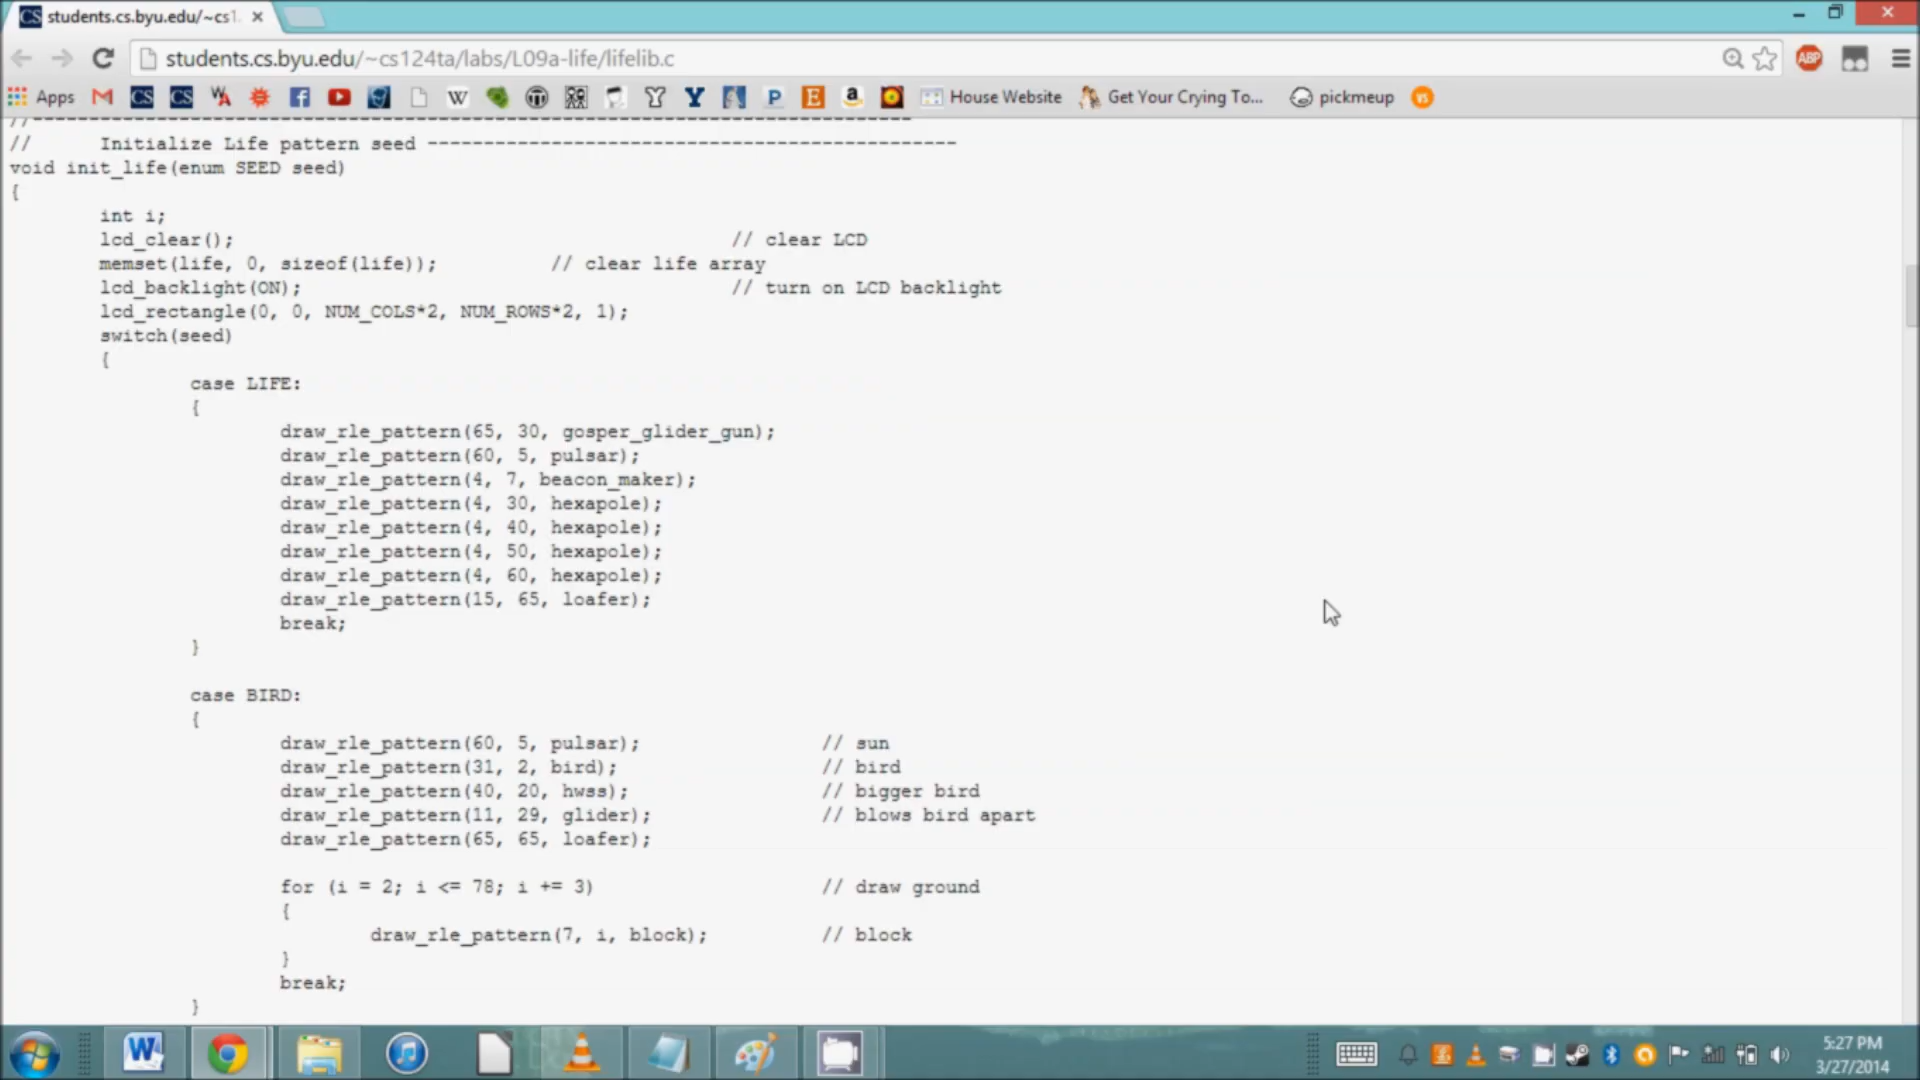 students.cs.byu.edu/~cs1
students.cs.byu.edu/~cs124ta/labs/L09a-life/lifelib.c
Apps House Website Get Your Crying To... pickmeup
//------------------------------------------------------------------------------
// Initialize Life pattern seed -----------------------------------------------
void init_life(enum SEED seed)
{
int i;
lcd_clear(); // clear LCD
memset(life, 0, sizeof(life)); // clear life array
lcd_backlight(ON); // turn on LCD backlight
lcd_rectangle(0, 0, NUM_COLS*2, NUM_ROWS*2, 1);
switch(seed)
{
case LIFE:
{
draw_rle_pattern(65, 30, gosper_glider_gun);
draw_rle_pattern(60, 5, pulsar);
draw_rle_pattern(4, 7, beacon_maker);
draw_rle_pattern(4, 30, hexapole);
draw_rle_pattern(4, 40, hexapole);
draw_rle_pattern(4, 50, hexapole);
draw_rle_pattern(4, 60, hexapole);
draw_rle_pattern(15, 65, loafer);
break;
}
case BIRD:
{
draw_rle_pattern(60, 5, pulsar); // sun
draw_rle_pattern(31, 2, bird); // bird
draw_rle_pattern(40, 20, hwss); // bigger bird
draw_rle_pattern(11, 29, glider); // blows bird apart
draw_rle_pattern(65, 65, loafer);
for (i = 2; i <= 78; i += 3) // draw ground
{
draw_rle_pattern(7, i, block); // block
}
break;
}
5:27 PM
3/27/2014